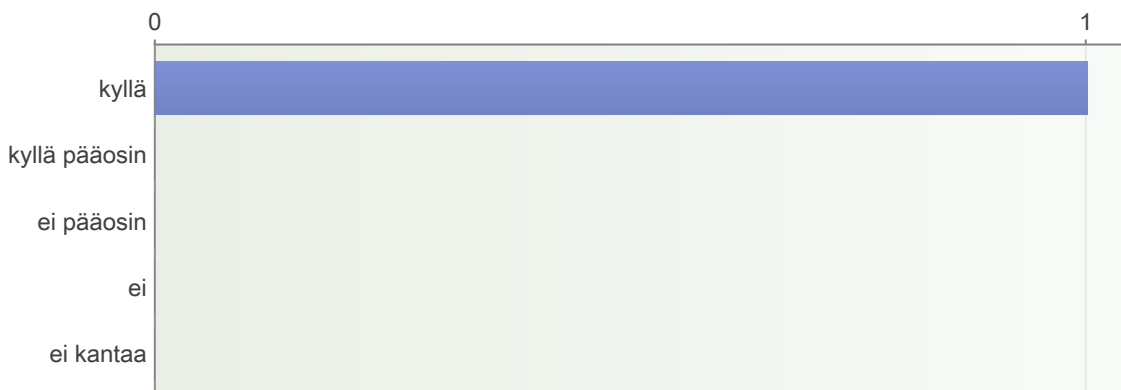 0 1
kyllä
kyllä pääosin
ei pääosin
ei
ei kantaa